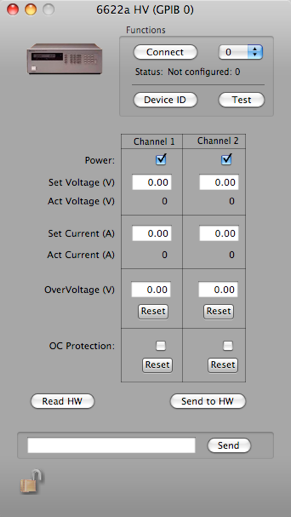 6622a HV (GPIB 0)
Functions
Connect 0
Status: Not configured: 0
Device ID Test
Channel 1 Channel 2
Power:
Set Voltage (V) 0.00 0.00
Act Voltage (V) 0 0
Set Current (A) 0.00 0.00
Act Current (A) 0 0
OverVoltage (V) 0.00 0.00
Reset Reset
OC Protection:
Reset Reset
Read HW Send to HW
Send